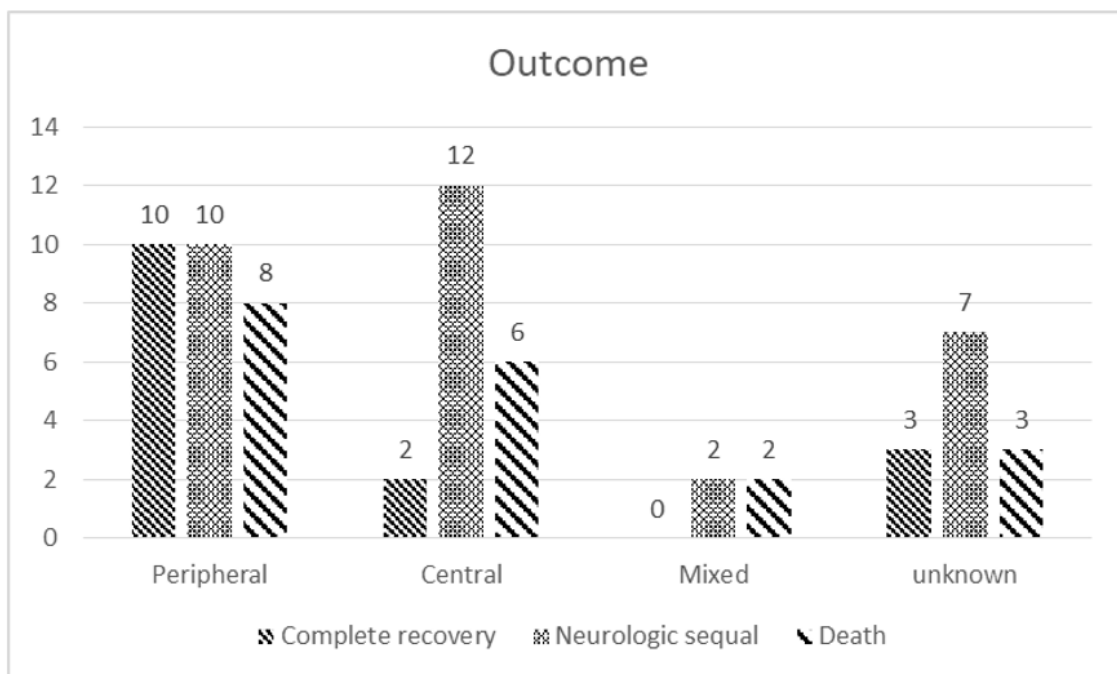 Outcome
14
12
12
10
10
10
8
8
7
6
6
4
3
3
2
2
2
2
0
0
Peripheral
Central
Mixed
unknown
Complete recovery
Neurologic sequal
Death